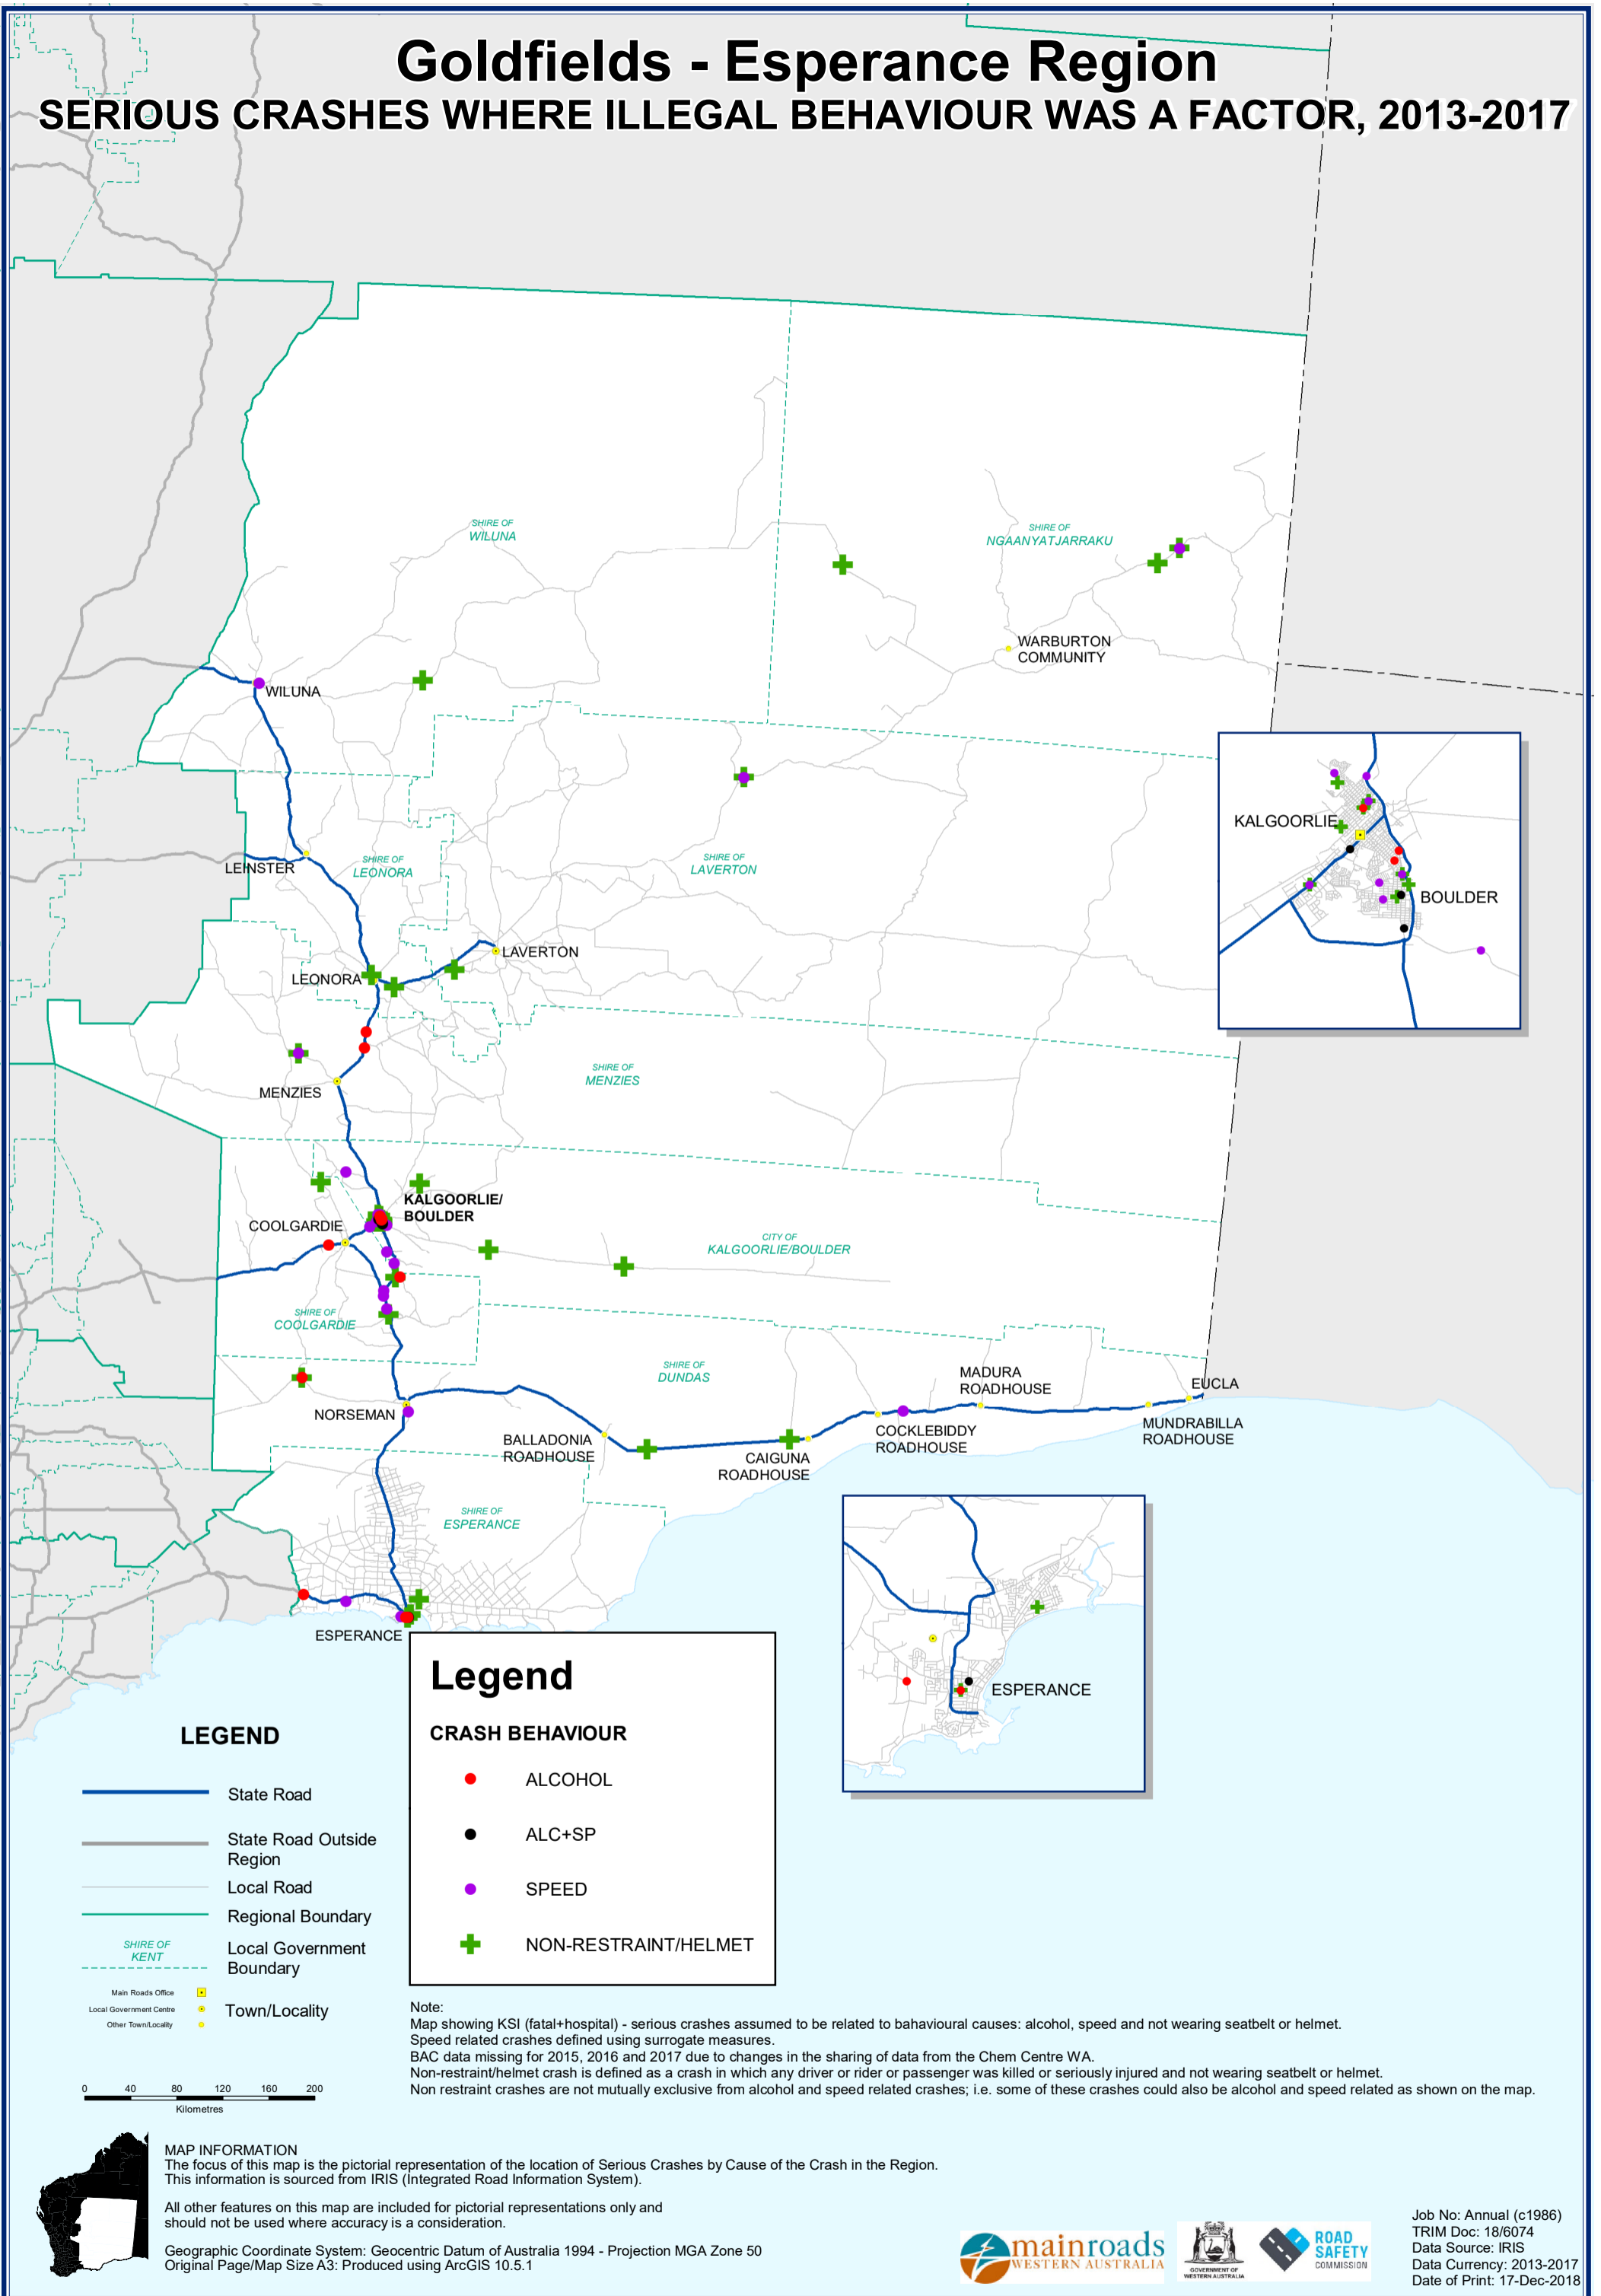 Goldfields - Esperance Region
SERIOUS CRASHES WHERE ILLEGAL BEHAVIOUR WAS A FACTOR, 2013-2017
SHIRE OF
WILUNA
SHIRE OF
NGAANYATJARRAKU
WARBURTON
COMMUNITY
WILUNA
KALGOORLIE
BOULDER
LEINSTER
SHIRE OF
LEONORA
SHIRE OF
LAVERTON
LAVERTON
LEONORA
SHIRE OF
MENZIES
MENZIES
KALGOORLIE/
BOULDER
COOLGARDIE
CITY OF
KALGOORLIE/BOULDER
SHIRE OF
COOLGARDIE
SHIRE OF
DUNDAS
MADURA
ROADHOUSE
EUCLA
NORSEMAN
BALLADONIA
ROADHOUSE
CAIGUNA
ROADHOUSE
COCKLEBIDDY
ROADHOUSE
MUNDRABILLA
ROADHOUSE
SHIRE OF
ESPERANCE
ESPERANCE
ESPERANCE
Legend
CRASH BEHAVIOUR
ALCOHOL
ALC+SP
SPEED
NON-RESTRAINT/HELMET
LEGEND
State Road
State Road Outside
Region
Local Road
Regional Boundary
SHIRE OF
KENT
Local Government
Boundary
Main Roads Office
Local Government Centre
Other Town/Locality
Town/Locality
0 40 80 120 160 200
Kilometres
Note:
Map showing KSI (fatal+hospital) - serious crashes assumed to be related to bahavioural causes: alcohol, speed and not wearing seatbelt or helmet.
Speed related crashes defined using surrogate measures.
BAC data missing for 2015, 2016 and 2017 due to changes in the sharing of data from the Chem Centre WA.
Non-restraint/helmet crash is defined as a crash in which any driver or rider or passenger was killed or seriously injured and not wearing seatbelt or helmet.
Non restraint crashes are not mutually exclusive from alcohol and speed related crashes; i.e. some of these crashes could also be alcohol and speed related as shown on the map.
MAP INFORMATION
The focus of this map is the pictorial representation of the location of Serious Crashes by Cause of the Crash in the Region.
This information is sourced from IRIS (Integrated Road Information System).
All other features on this map are included for pictorial representations only and
should not be used where accuracy is a consideration.
Geographic Coordinate System: Geocentric Datum of Australia 1994 - Projection MGA Zone 50
Original Page/Map Size A3: Produced using ArcGIS 10.5.1
mainroads
WESTERN AUSTRALIA
GOVERNMENT OF
WESTERN AUSTRALIA
ROAD
SAFETY
COMMISSION
Job No: Annual (c1986)
TRIM Doc: 18/6074
Data Source: IRIS
Data Currency: 2013-2017
Date of Print: 17-Dec-2018